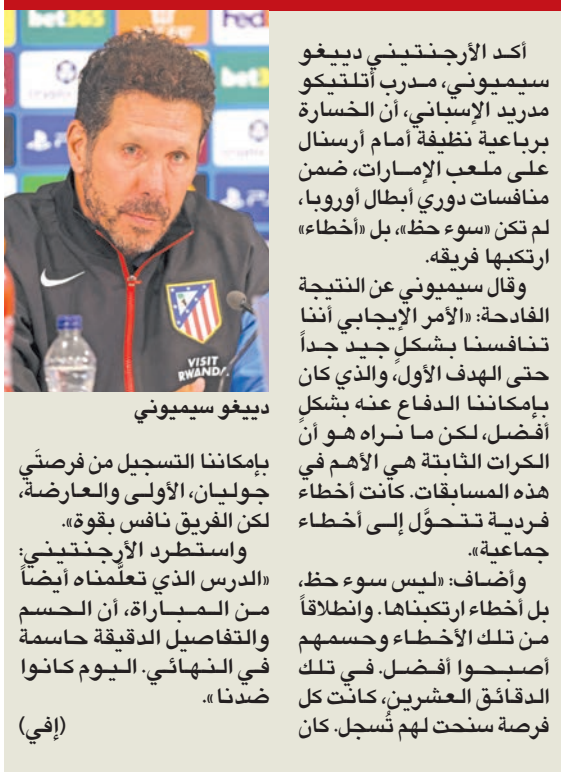 أكد الأرجنتيني دييغو
سيميوني، مدرب أتلتيكو
مدريد الإسباني، أن الخسارة
برباعية نظيفة أمام أرسنال
على ملعب الإمارات، ضمن
منافسات دوري أبطال أوروبا،
لم تكن «سوء حظ»، بل «أخطاء»
ارتكبها فريقه.
وقال سيميوني عن النتيجة
الفادحة: «الأمر الإيجابي أننا
تنافسنا بشكلٍ جيد جداً
حتى الهدف الأول، والذي كان
بإمكاننا الدفاع عنه بشكلٍ
أفضل، لكن ما نراه هو أن
الكرات الثابتة هي الأهم في
هذه المسابقات. كانت أخطاء
فردية تتحوَّل إلى أخطاء
جماعية».
وأضاف: «ليس سوء حظ،
بل أخطاء ارتكبناها. وانطلاقاً
من تلك الأخطاء وحسمهم
أصبحوا أفضل. في تلك
الدقائق العشرين، كانت كل
فرصة سنحت لهم تُسجل. كان
bet365
Fed
bet
VISIT
RWANDA
دييغو سيميوني
بإمكاننا التسجيل من فرصتَي
جوليان، الأولى والعارضة،
لكن الفريق نافس بقوة».
واستطرد الأرجنتيني:
«الدرس الذي تعلَّمناه أيضاً
من المباراة، أن الحسم
والتفاصيل الدقيقة حاسمة
في النهائي. اليوم كانوا
ضدنا».
(إفي)